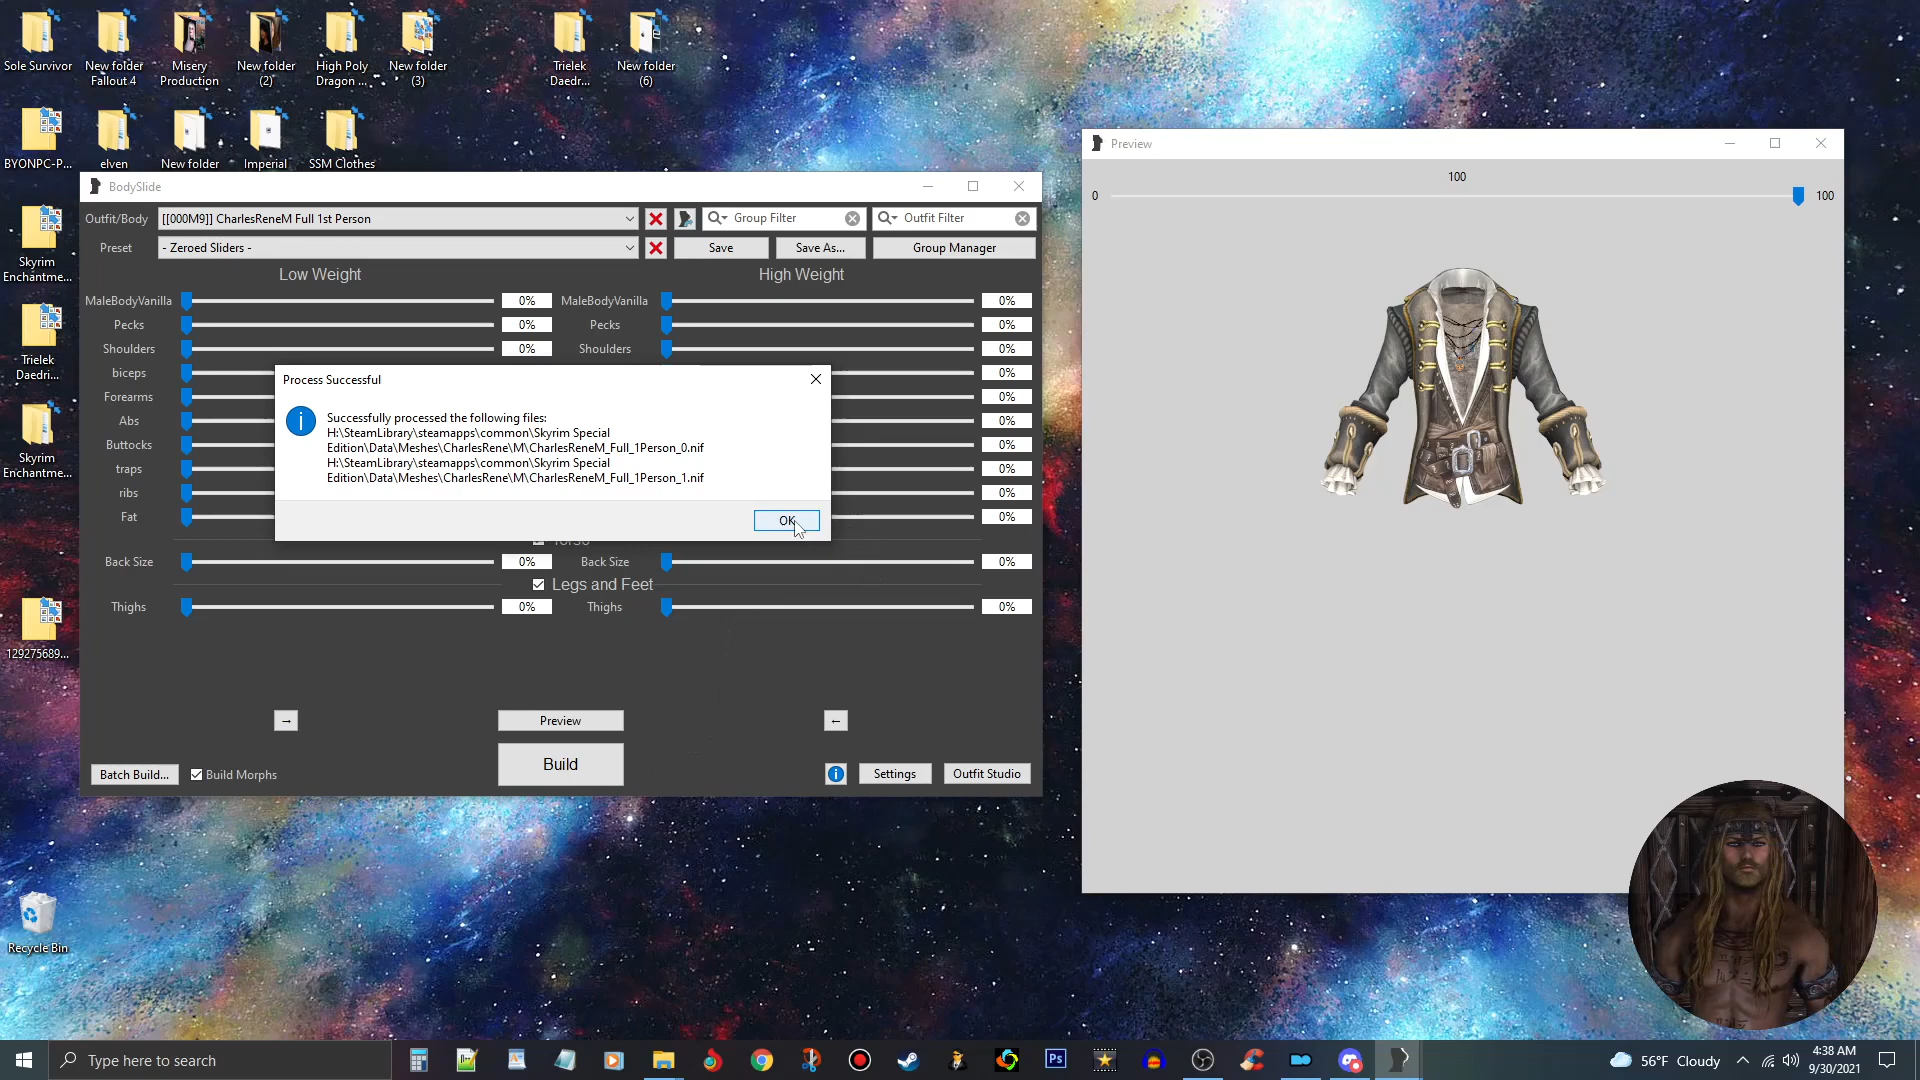 Sole Survivor
New folder
Fallout 4
Misery
Production
New folder
(2)
High Poly
Dragon ...
New folder
(3)
Trielek
Daedr...
New folder
(6)
BYONPC-P...
elven
New folder
Imperial
SSM Clothes
Skyrim
Enchantme...
Trielek
Daedri...
Skyrim
Enchantme...
129275689...
Recycle Bin
BodySlide
Outfit/Body
[[000M9]] CharlesReneM Full 1st Person
Group Filter
Outfit Filter
Preset
- Zeroed Sliders -
Save
Save As...
Group Manager
Low Weight
High Weight
MaleBodyVanilla 0% MaleBodyVanilla 0%
Pecks 0% Pecks 0%
Shoulders 0% Shoulders 0%
biceps 0%
Forearms 0%
Abs 0%
Buttocks 0%
traps 0%
ribs 0%
Fat 0%
Process Successful
Successfully processed the following files:
H:\SteamLibrary\steamapps\common\Skyrim Special
Edition\Data\Meshes\CharlesRene\M\CharlesReneM_Full_1Person_0.nif
H:\SteamLibrary\steamapps\common\Skyrim Special
Edition\Data\Meshes\CharlesRene\M\CharlesReneM_Full_1Person_1.nif
OK
Back Size 0% Back Size 0%
Legs and Feet
Thighs 0% Thighs 0%
→
Preview
←
Batch Build...
Build Morphs
Build
Settings
Outfit Studio
Preview
100
0
100
Type here to search
Ps
56°F Cloudy
4:38 AM
9/30/2021